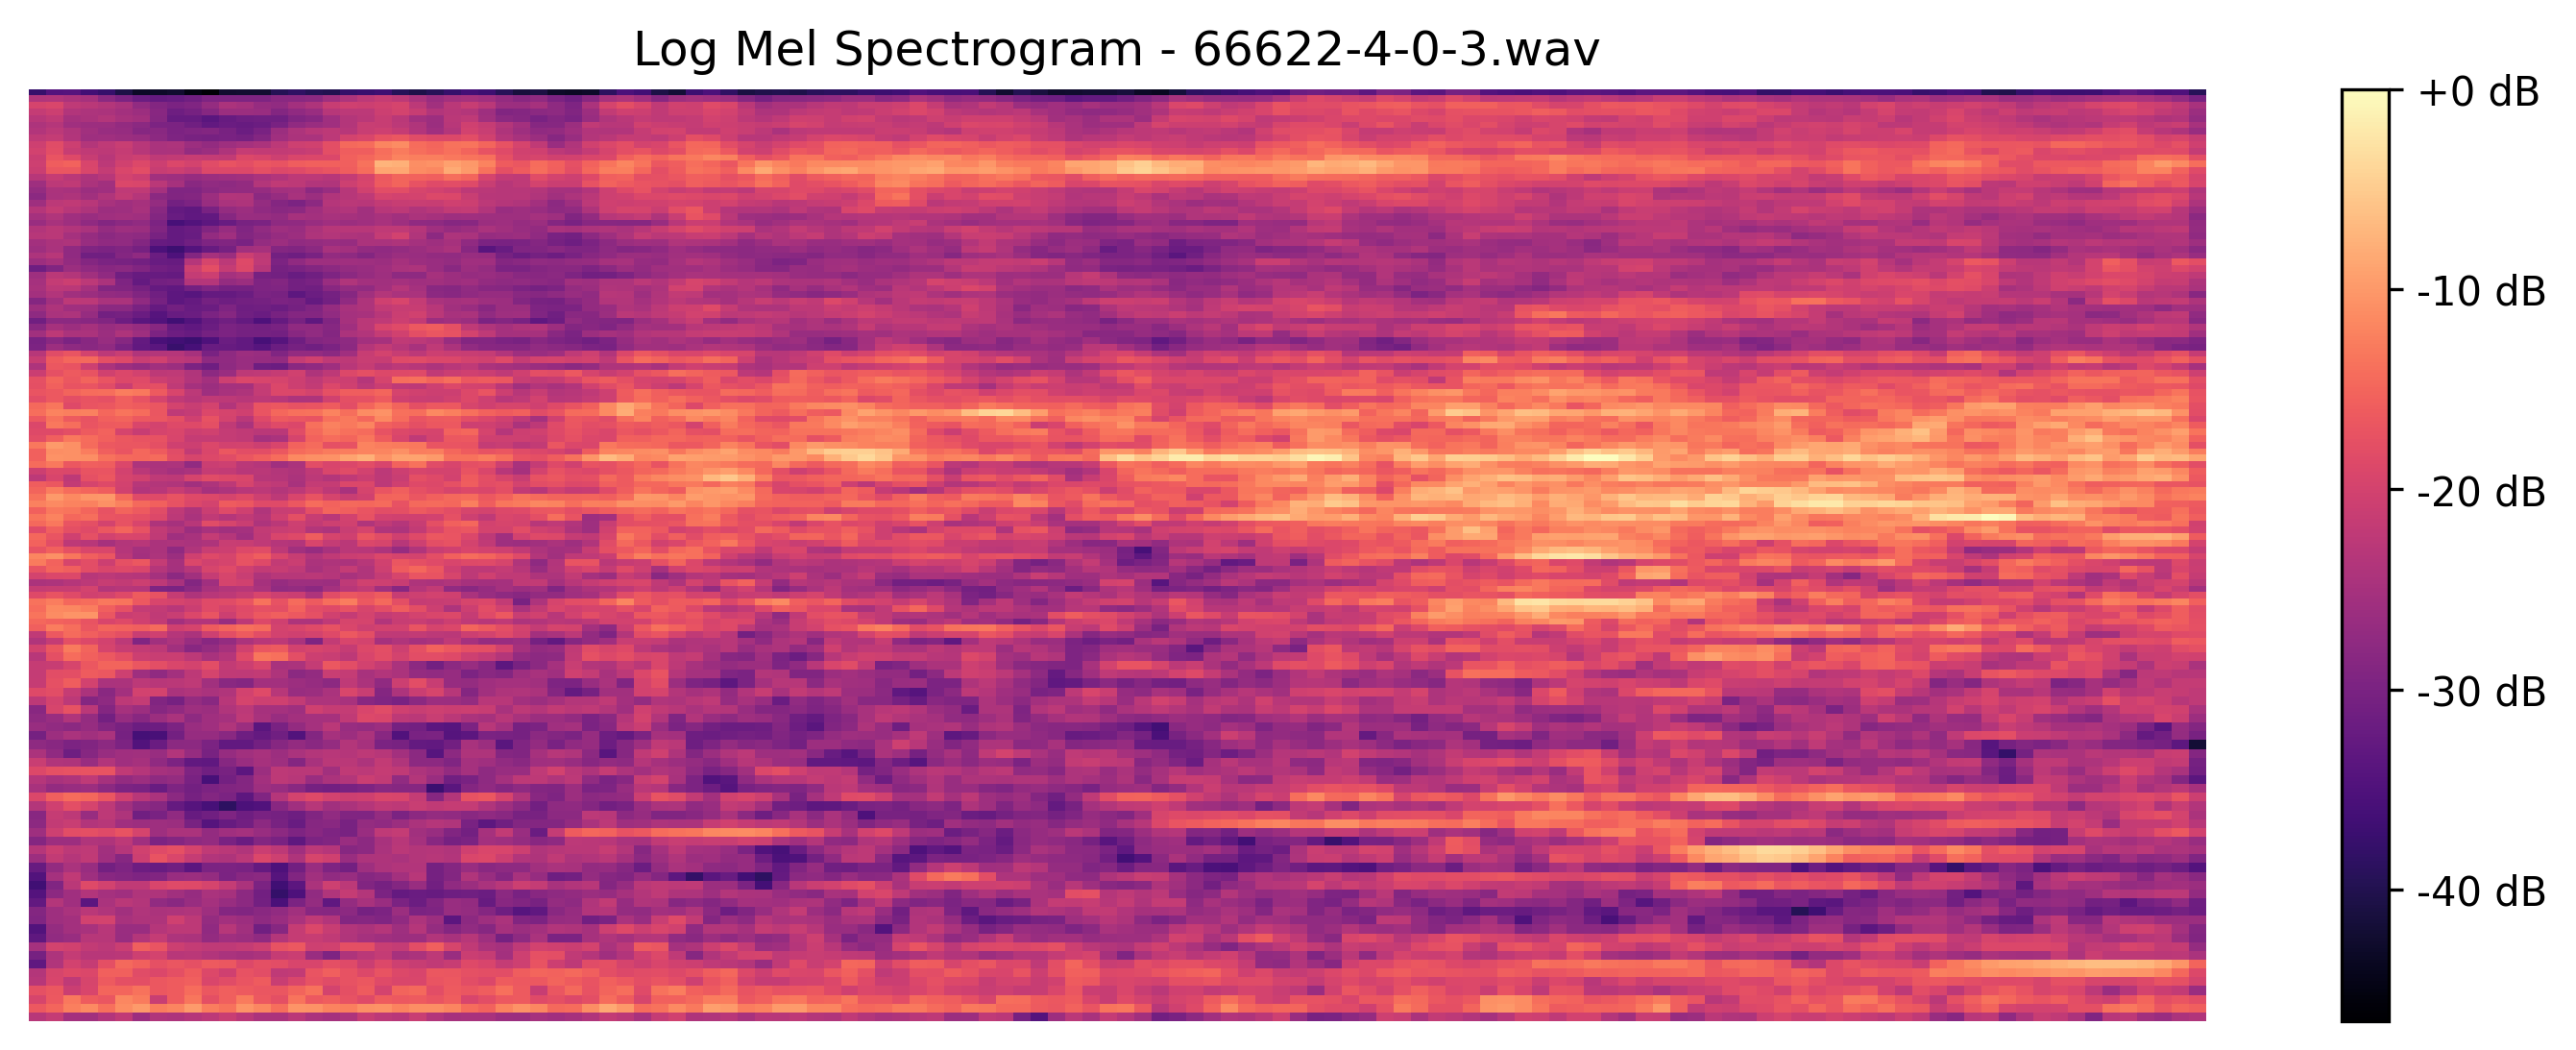 Log Mel Spectrogram - 66622-4-0-3.wav
+0 dB
-10 dB
-20 dB
-30 dB
-40 dB